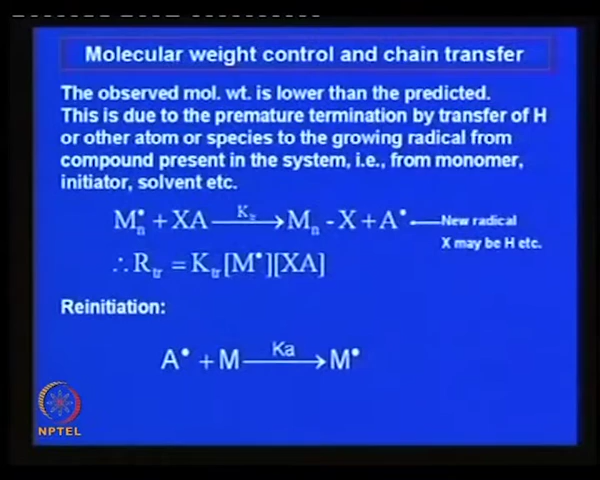 Molecular weight control and chain transfer
The observed mol. wt. is lower than the predicted.
This is due to the premature termination by transfer of H
or other atom or species to the growing radical from
compound present in the system, i.e., from monomer,
initiator, solvent etc.
Mₙ• + XA —Kₜᵣ→ Mₙ - X + A• ← New radical
X may be H etc.
∴ Rₜᵣ = Kₜᵣ[M•][XA]
Reinitiation:
A• + M —Ka→ M•
NPTEL